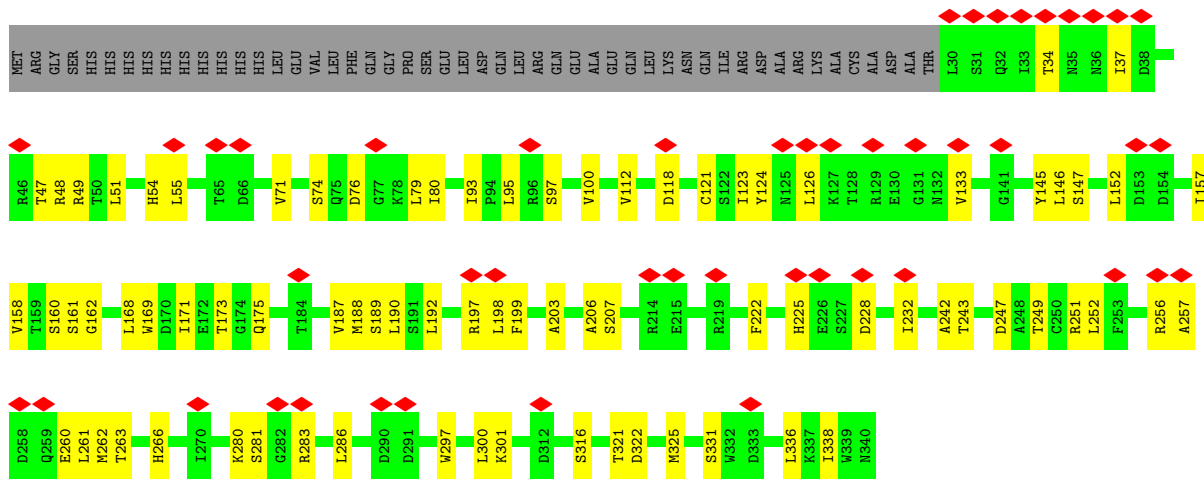 MET ARG GLY SER HIS HIS HIS HIS HIS HIS HIS HIS HIS HIS LEU GLU VAL LEU PHE GLN GLY PRO SER GLU LEU ASP GLN LEU ARG GLN GLU ALA GLU GLN LEU LYS ASN GLN ILE ARG ASP ALA ARG LYS ALA CYS ALA ASP ALA THR L30 S31 Q32 I33 T34 N35 N36 I37 D38
R46 T47 R48 R49 T50 L51 H54 L55 T65 D66 V71 S74 Q75 D76 G77 K78 L79 I80 I93 P94 L95 R96 S97 V100 V112 D118 C121 S122 I123 Y124 N125 L126 K127 T128 R129 E130 G131 N132 V133 G141 Y145 L146 S147 L152 D153 D154 I157
V158 T159 S160 S161 G162 L168 W169 D170 I171 E172 T173 G174 Q175 T184 V187 M188 S189 L190 S191 L192 R197 L198 F199 A203 A206 S207 R214 E215 R219 F222 H225 E226 S227 D228 I232 A242 T243 D247 A248 T249 C250 R251 L252 F253 R256 A257
D258 Q259 E260 L261 M262 T263 H266 I270 K280 S281 G282 R283 L286 D290 D291 W297 L300 K301 D312 S316 T321 D322 M325 S331 W332 D333 L336 K337 I338 W339 N340